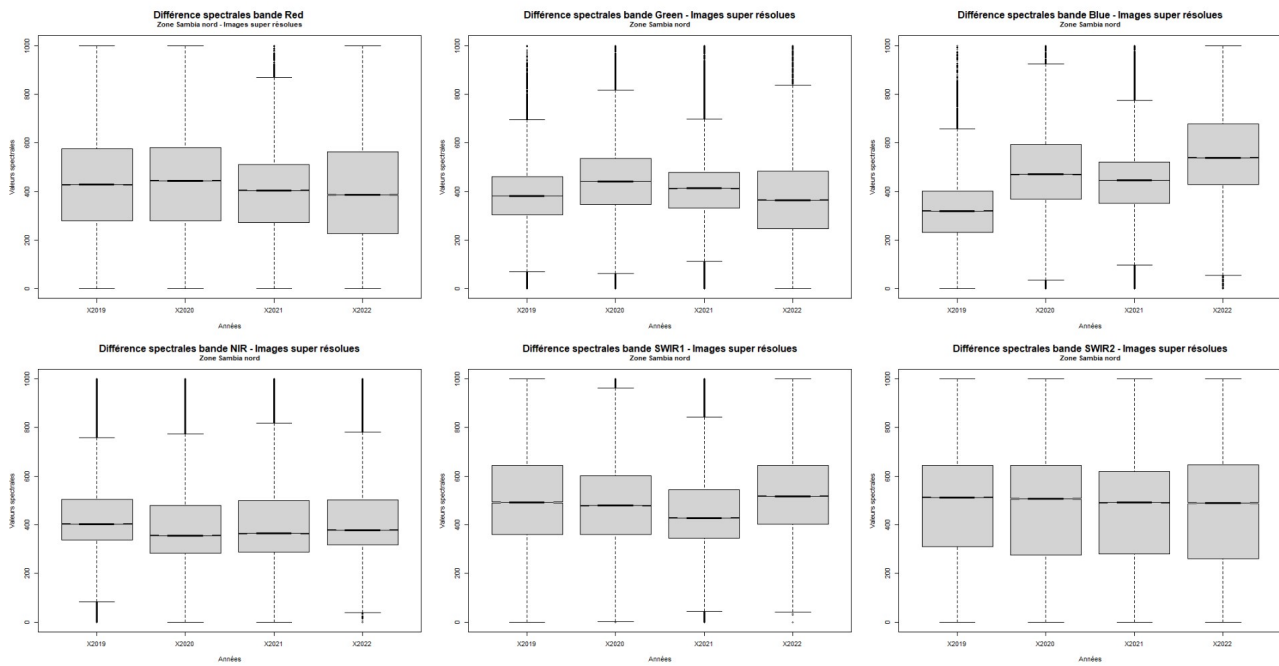 Différence spectrales bande Red
Zone Sambia nord - Images super résolues
Valeurs spectrales
0
200
400
600
800
1000
X2019
X2020
X2021
X2022
Années
Différence spectrales bande Green - Images super résolues
Zone Sambia nord
Valeurs spectrales
0
200
400
600
800
1000
X2019
X2020
X2021
X2022
Années
Différence spectrales bande Blue - Images super résolues
Zone Sambia nord
Valeurs spectrales
0
200
400
600
800
1000
X2019
X2020
X2021
X2022
Années
Différence spectrales bande NIR - Images super résolues
Zone Sambia nord
Valeurs spectrales
0
200
400
600
800
1000
X2019
X2020
X2021
X2022
Années
Différence spectrales bande SWIR1 - Images super résolues
Zone Sambia nord
Valeurs spectrales
0
200
400
600
800
1000
X2019
X2020
X2021
X2022
Années
Différence spectrales bande SWIR2 - Images super résolues
Zone Sambia nord
Valeurs spectrales
0
200
400
600
800
1000
X2019
X2020
X2021
X2022
Années